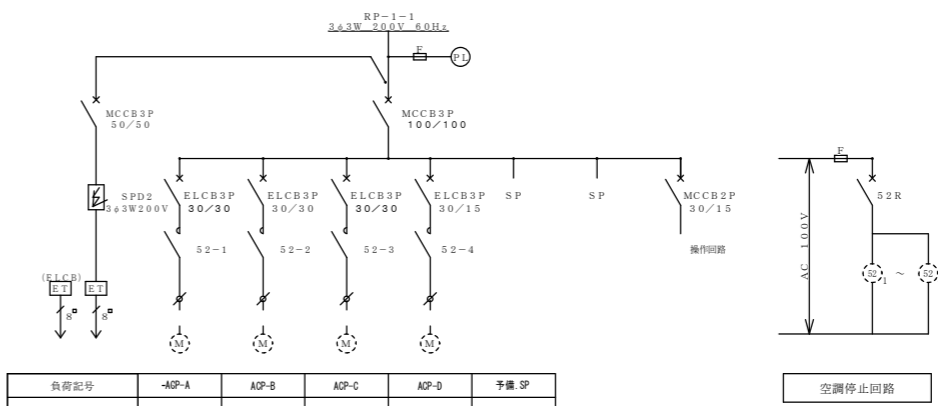 RP-1-1
3φ3W 200V 60Hz
F
PL
MCCB3P
50/50
MCCB3P
100/100
F
SPD2
3φ3W200V
ELCB3P
30/30
ELCB3P
30/30
ELCB3P
30/30
ELCB3P
30/15
SP
SP
MCCB2P
30/15
52R
52-1
52-2
52-3
52-4
操作回路
AC 100V
52
1
～
52
(ELCB)
ET
ET
8□
8□
M
M
M
M
負荷記号
-ACP-A
ACP-B
ACP-C
ACP-D
予備.SP
空調停止回路